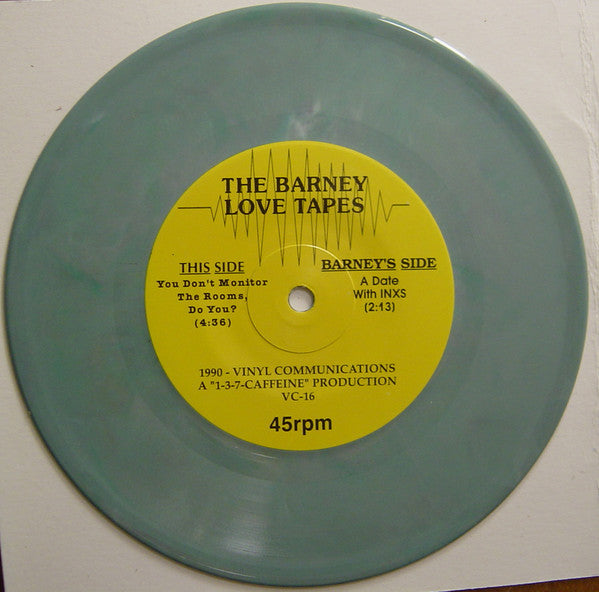 THE BARNEY
LOVE TAPES
THIS SIDE
You Don't Monitor
The Rooms,
Do You?
(4:36)
BARNEY'S SIDE
A Date
With INXS
(2:13)
1990 - VINYL COMMUNICATIONS
A "1-3-7-CAFFEINE" PRODUCTION
VC-16
45rpm